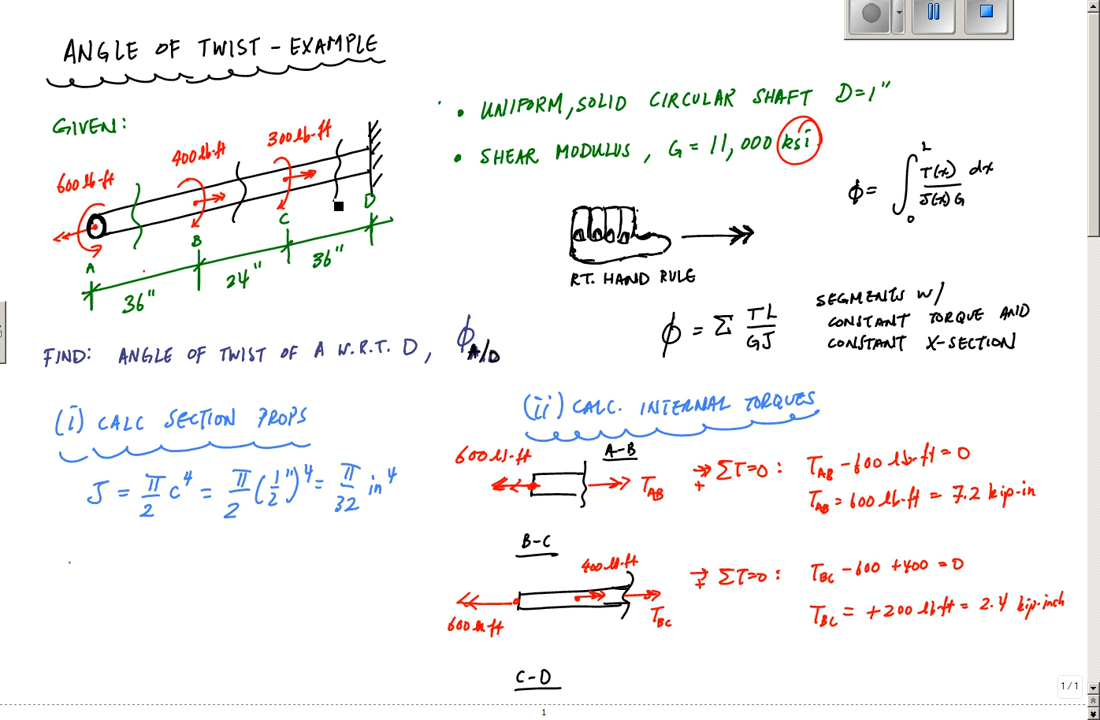 ANGLE OF TWIST - EXAMPLE
GIVEN:
600 lb-ft
400 lb-ft
300 lb-ft
A
B
C
D
36"
24"
36"
• UNIFORM, SOLID CIRCULAR SHAFT D=1"
• SHEAR MODULUS, G = 11,000 ksi
ϕ = ∫₀ᴸ T(x)/J(x)G dx
RT. HAND RULE
ϕ = Σ TL/GJ
SEGMENTS W/
CONSTANT TORQUE AND
CONSTANT X-SECTION
FIND: ANGLE OF TWIST OF A W.R.T. D, ϕA/D
(i) CALC SECTION PROPS
J = π/2 c⁴ = π/2 (1/2")⁴ = π/32 in⁴
(ii) CALC. INTERNAL TORQUES
A-B
600 lb-ft
TAB
ΣT=0: TAB - 600 lb-ft = 0
TAB = 600 lb-ft = 7.2 kip-in
B-C
400 lb-ft
600 lb-ft
TBC
ΣT=0: TBC - 600 + 400 = 0
TBC = +200 lb-ft = 2.4 kip-inch
C-D
1/1
1